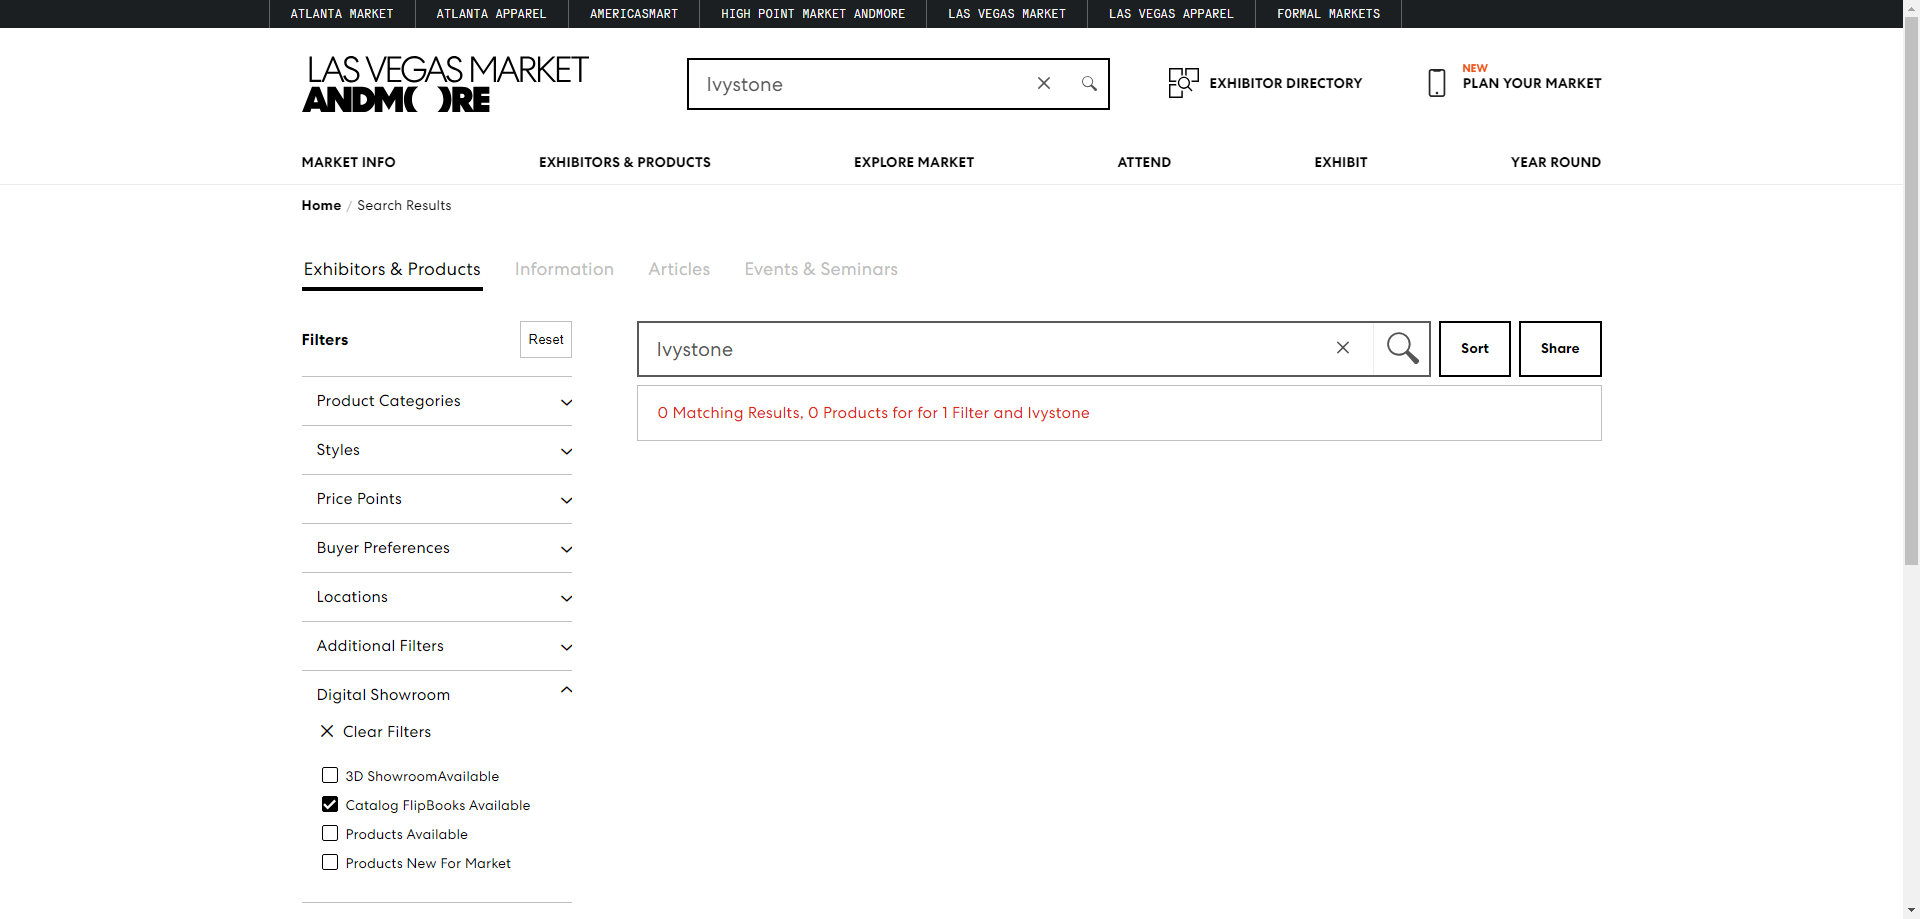 ATLANTA MARKET
ATLANTA APPAREL
AMERICASMART
HIGH POINT MARKET ANDMORE
LAS VEGAS MARKET
LAS VEGAS APPAREL
FORMAL MARKETS
LAS VEGAS MARKET
ANDMORE
Ivystone
EXHIBITOR DIRECTORY
NEW
PLAN YOUR MARKET
MARKET INFO
EXHIBITORS & PRODUCTS
EXPLORE MARKET
ATTEND
EXHIBIT
YEAR ROUND
Home / Search Results
Exhibitors & Products
Information
Articles
Events & Seminars
Filters
Reset
Ivystone
Sort
Share
0 Matching Results, 0 Products for for 1 Filter and Ivystone
Product Categories
Styles
Price Points
Buyer Preferences
Locations
Additional Filters
Digital Showroom
Clear Filters
3D ShowroomAvailable
Catalog FlipBooks Available
Products Available
Products New For Market